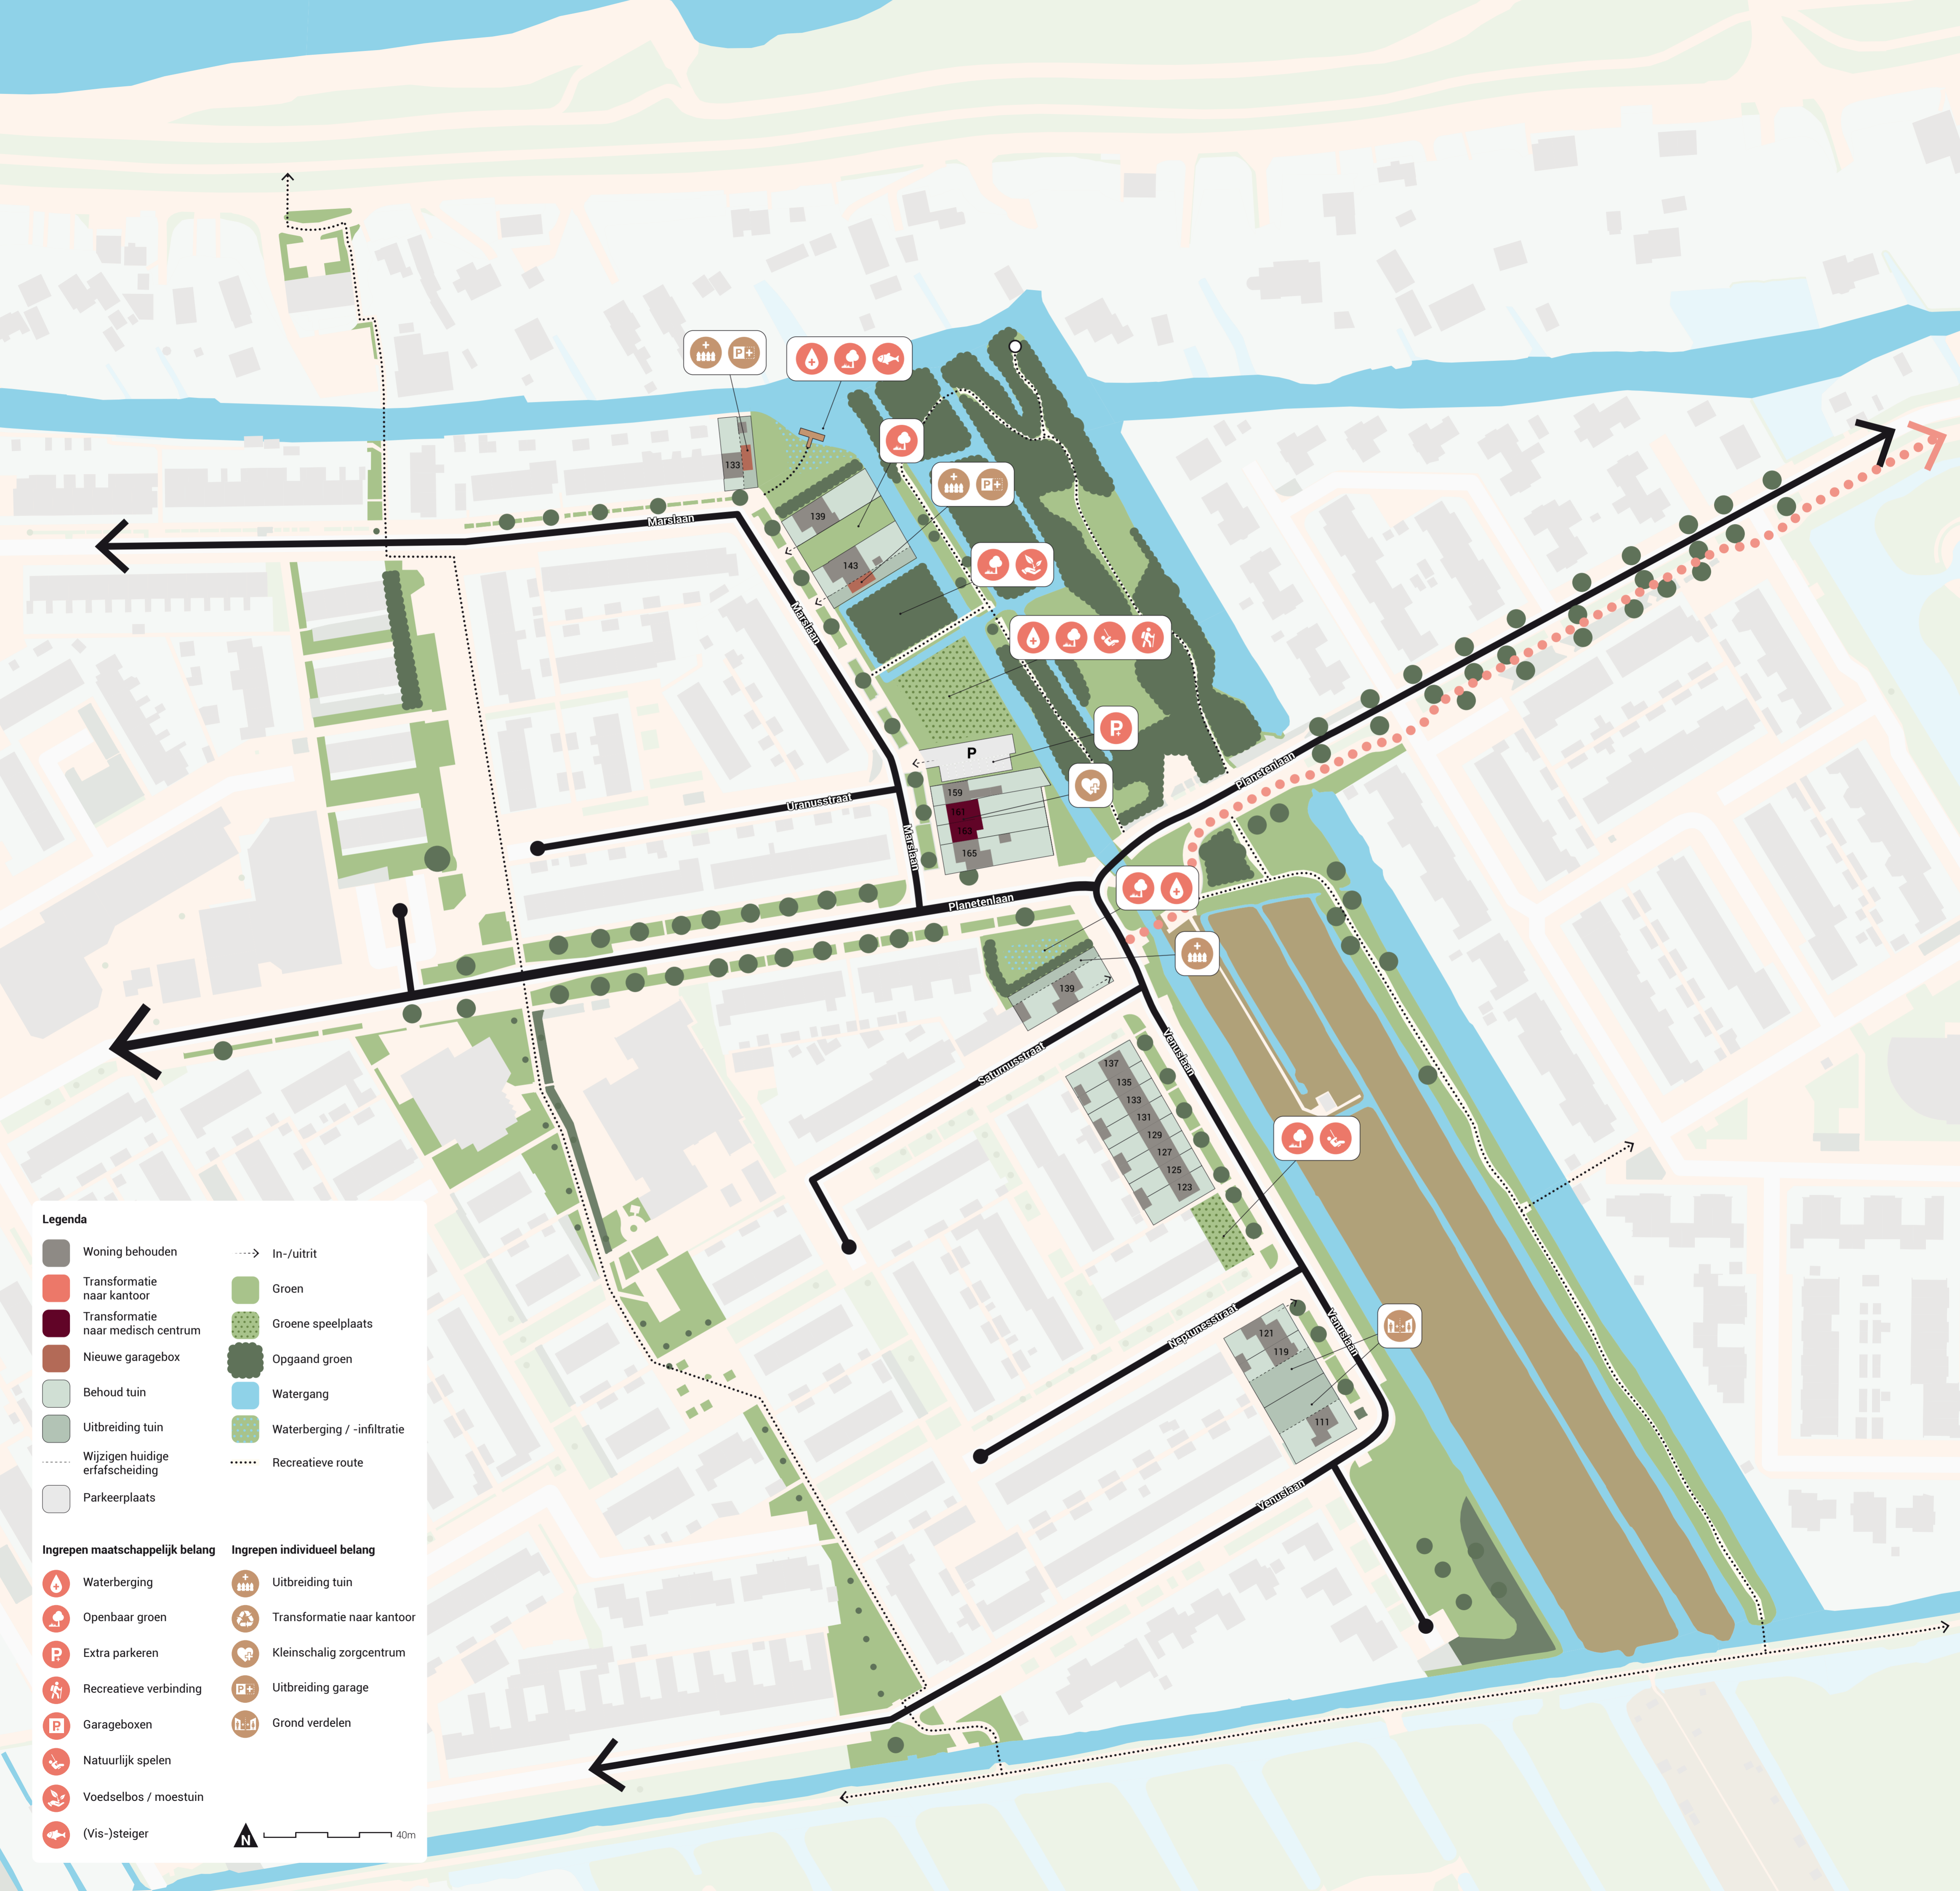 133
139
Marslaan
143
Marslaan
P
P
159
161
163
165
Uranusstraat
Marslaan
Planetenlaan
Planetenlaan
139
Saturnusstraat
Venuslaan
137
135
133
131
129
127
125
123
Neptunesstraat
Venuslaan
121
119
111
Venuslaan
Legenda
Woning behouden
Transformatie
naar kantoor
Transformatie
naar medisch centrum
Nieuwe garagebox
Behoud tuin
Uitbreiding tuin
Wijzigen huidige
erfafscheiding
Parkeerplaats
In-/uitrit
Groen
Groene speelplaats
Opgaand groen
Watergang
Waterberging / -infiltratie
Recreatieve route
Ingrepen maatschappelijk belang
Waterberging
Openbaar groen
Extra parkeren
Recreatieve verbinding
Garageboxen
Natuurlijk spelen
Voedselbos / moestuin
(Vis-)steiger
Ingrepen individueel belang
Uitbreiding tuin
Transformatie naar kantoor
Kleinschalig zorgcentrum
Uitbreiding garage
Grond verdelen
N
40m